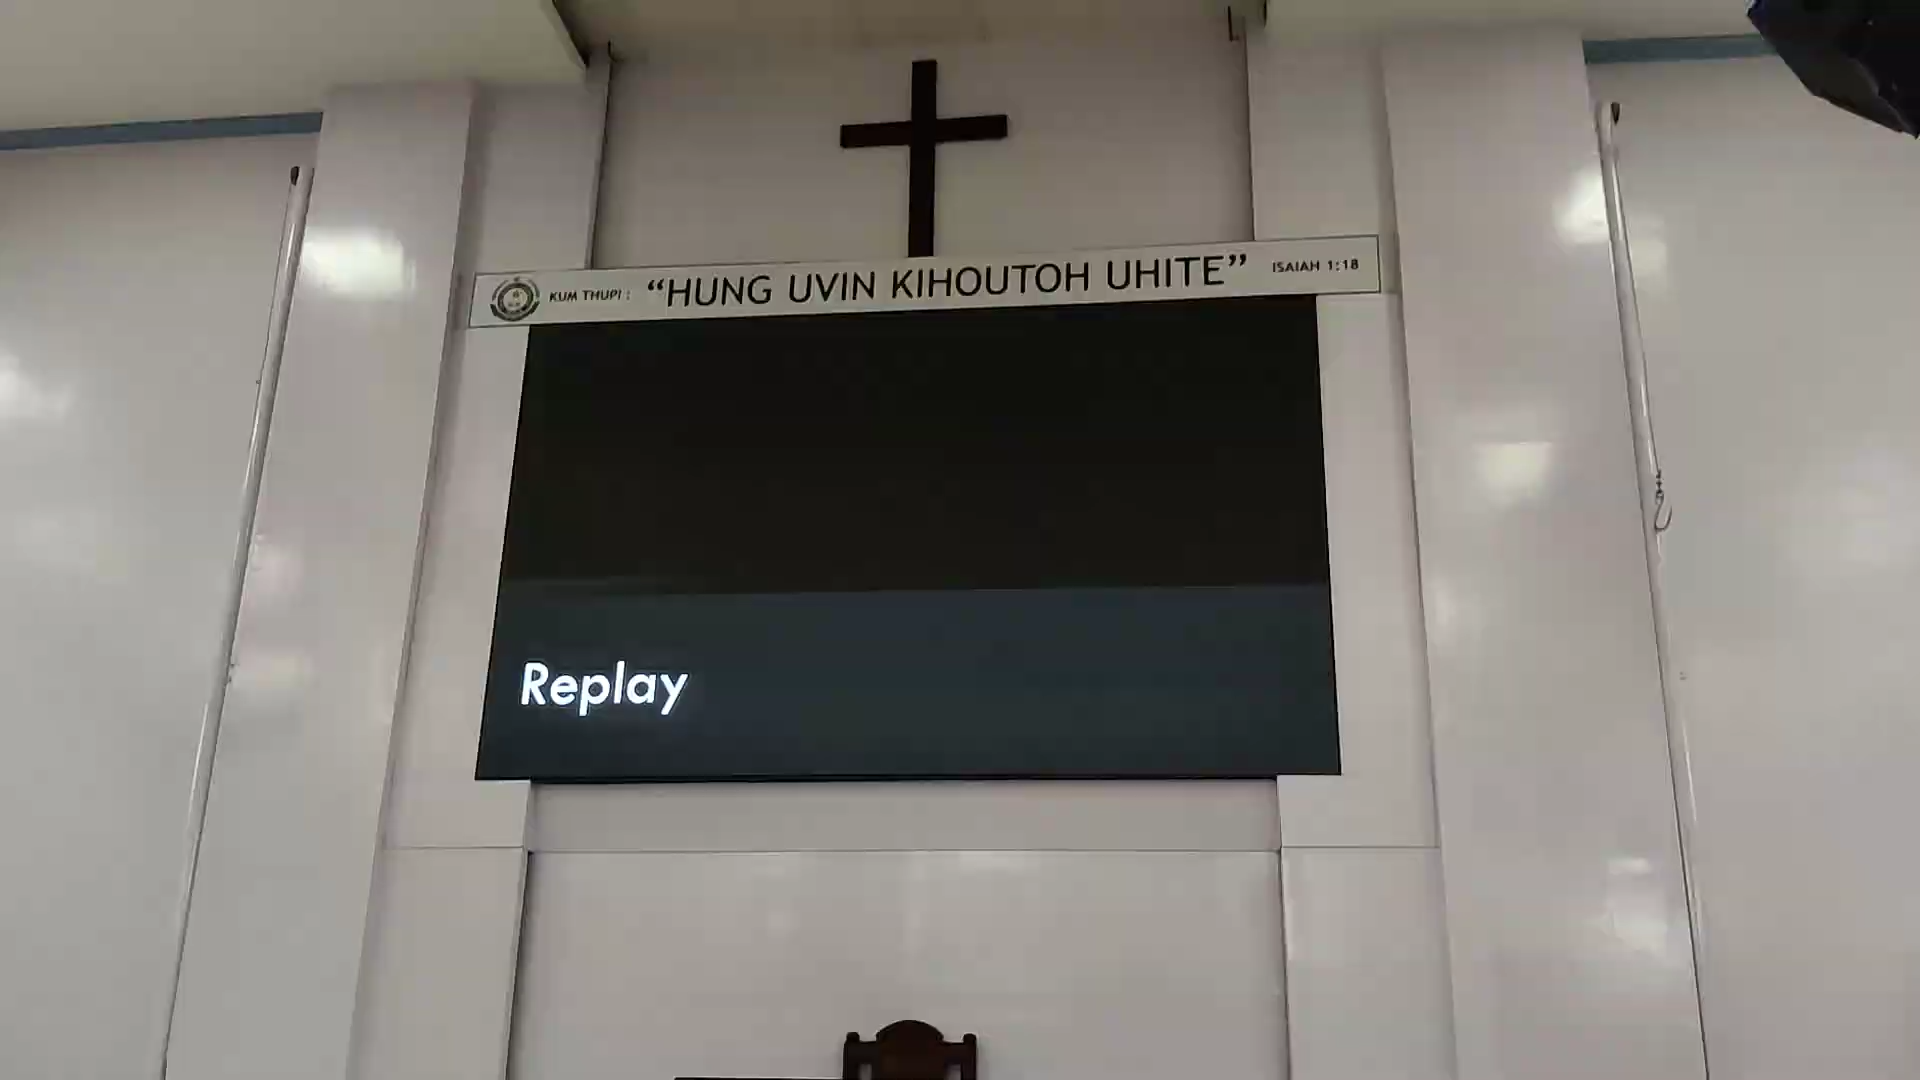 KUM THUPI : “HUNG UVIN KIHOUTOH UHITE” ISAIAH 1:18
Replay